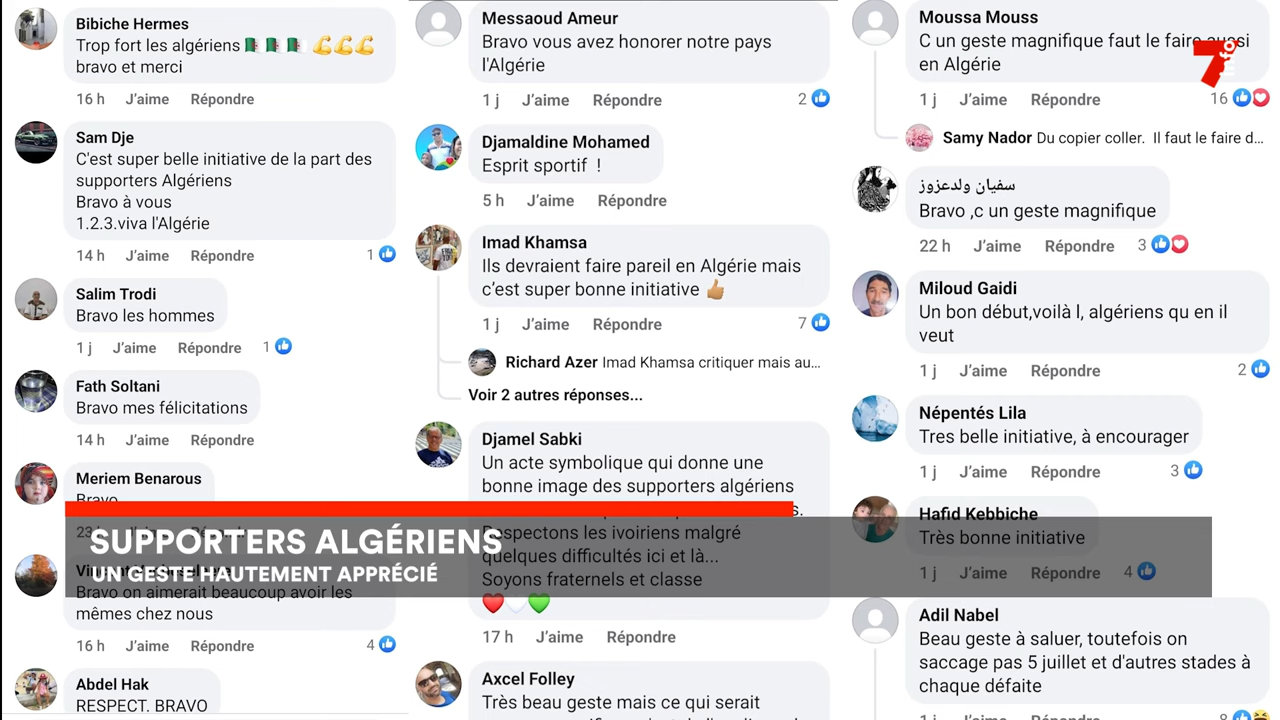 Bibiche Hermes
Trop fort les algériens 🇩🇿 🇩🇿 🇩🇿 💪💪💪
bravo et merci
16 h J'aime Répondre
Sam Dje
C'est super belle initiative de la part des
supporters Algériens
Bravo à vous
1.2.3.viva l'Algérie
14 h J'aime Répondre 1
Salim Trodi
Bravo les hommes
1 j J'aime Répondre 1
Fath Soltani
Bravo mes félicitations
14 h J'aime Répondre
Meriem Benarous
Bravo
Bravo on aimerait beaucoup avoir les
mêmes chez nous
16 h J'aime Répondre 4
Abdel Hak
RESPECT. BRAVO
Messaoud Ameur
Bravo vous avez honorer notre pays
l'Algérie
1 j J'aime Répondre 2
Djamaldine Mohamed
Esprit sportif !
5 h J'aime Répondre
Imad Khamsa
Ils devraient faire pareil en Algérie mais
c'est super bonne initiative 👍🏽
1 j J'aime Répondre 7
Richard Azer Imad Khamsa critiquer mais au...
Voir 2 autres réponses...
Djamel Sabki
Un acte symbolique qui donne une
bonne image des supporters algériens
Respectons les ivoiriens malgré
quelques difficultés ici et là...
Soyons fraternels et classe
❤️🤍💚
17 h J'aime Répondre
Axcel Folley
Très beau geste mais ce qui serait
Moussa Mouss
C un geste magnifique faut le faire aussi
en Algérie
1 j J'aime Répondre 16
Samy Nador Du copier coller. Il faut le faire d...
سفيان ولدعزوز
Bravo ,c un geste magnifique
22 h J'aime Répondre 3
Miloud Gaidi
Un bon début,voilà l, algériens qu en il
veut
1 j J'aime Répondre 2
Népentés Lila
Tres belle initiative, à encourager
1 j J'aime Répondre 3
Hafid Kebbiche
Très bonne initiative
1 j J'aime Répondre 4
Adil Nabel
Beau geste à saluer, toutefois on
saccage pas 5 juillet et d'autres stades à
chaque défaite
1 j J'aime Répondre 8
7 info
SUPPORTERS ALGÉRIENS
UN GESTE HAUTEMENT APPRÉCIÉ